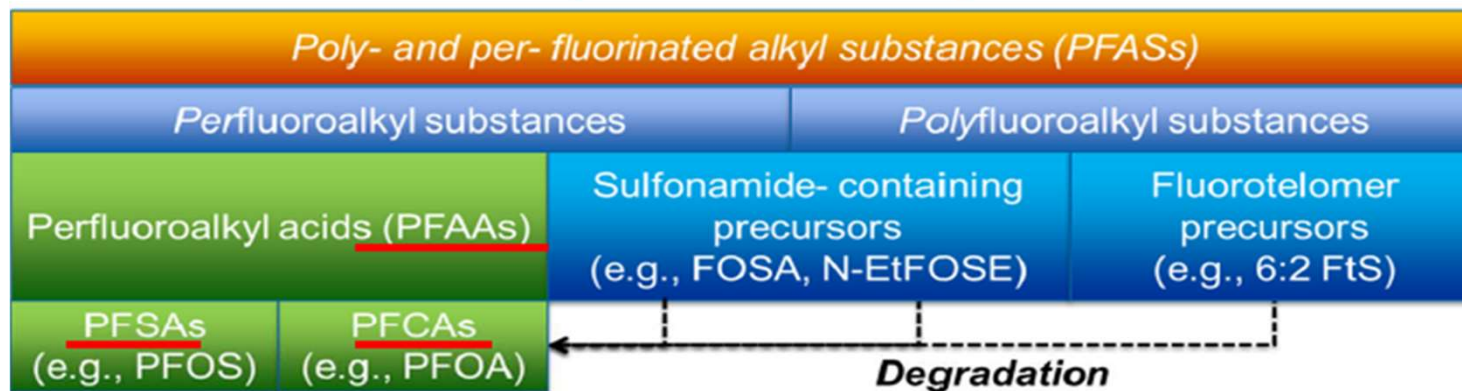 Poly- and per- fluorinated alkyl substances (PFASs)
Perfluoroalkyl substances
Polyfluoroalkyl substances
Perfluoroalkyl acids (PFAAs)
Sulfonamide- containing
precursors
(e.g., FOSA, N-EtFOSE)
Fluorotelomer
precursors
(e.g., 6:2 FtS)
PFSAs
(e.g., PFOS)
PFCAs
(e.g., PFOA)
Degradation